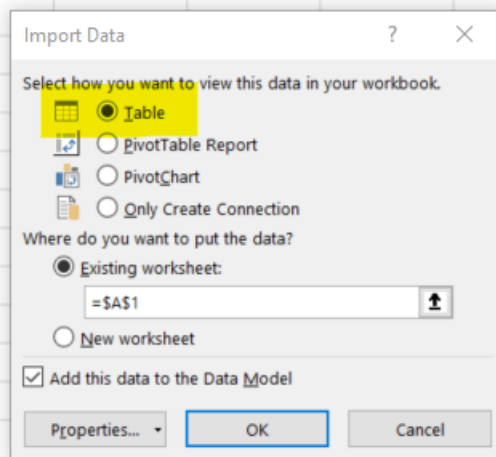 Import Data ?
Select how you want to view this data in your workbook.
Table
PivotTable Report
PivotChart
Only Create Connection
Where do you want to put the data?
Existing worksheet:
=$A$1
New worksheet
Add this data to the Data Model
Properties... OK Cancel